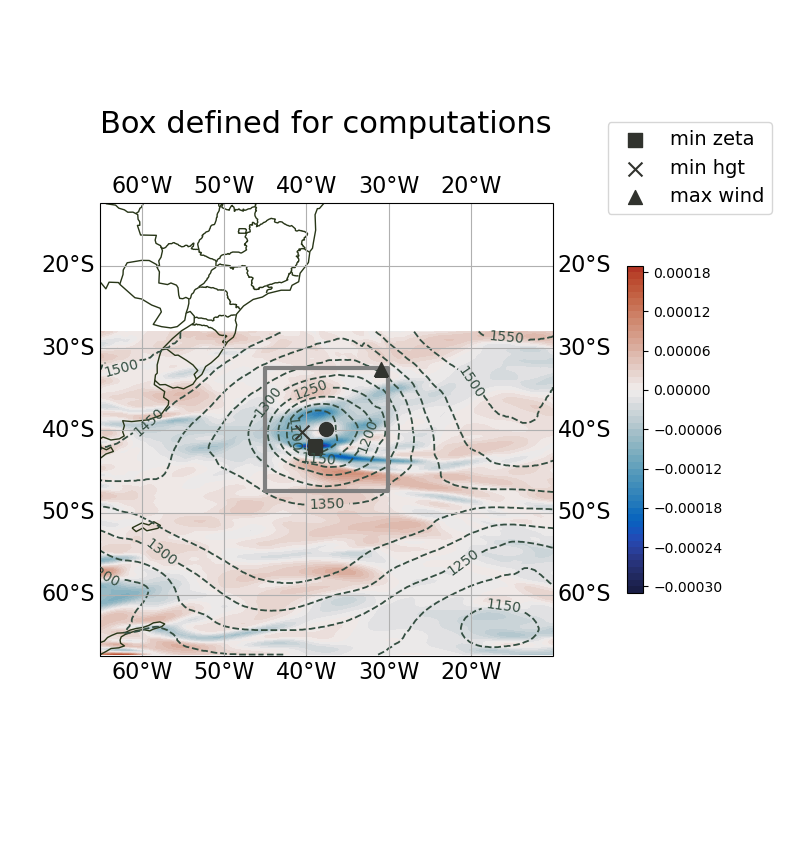 Box defined for computations
min zeta
min hgt
max wind
60°W 50°W 40°W 30°W 20°W
20°S 20°S
30°S 30°S
40°S 40°S
50°S 50°S
60°S 60°S
60°W 50°W 40°W 30°W 20°W
1550
1500
1500
1450
1300
1250
1200
1150
1350
1300
1250
1150
0.00018
0.00012
0.00006
0.00000
−0.00006
−0.00012
−0.00018
−0.00024
−0.00030